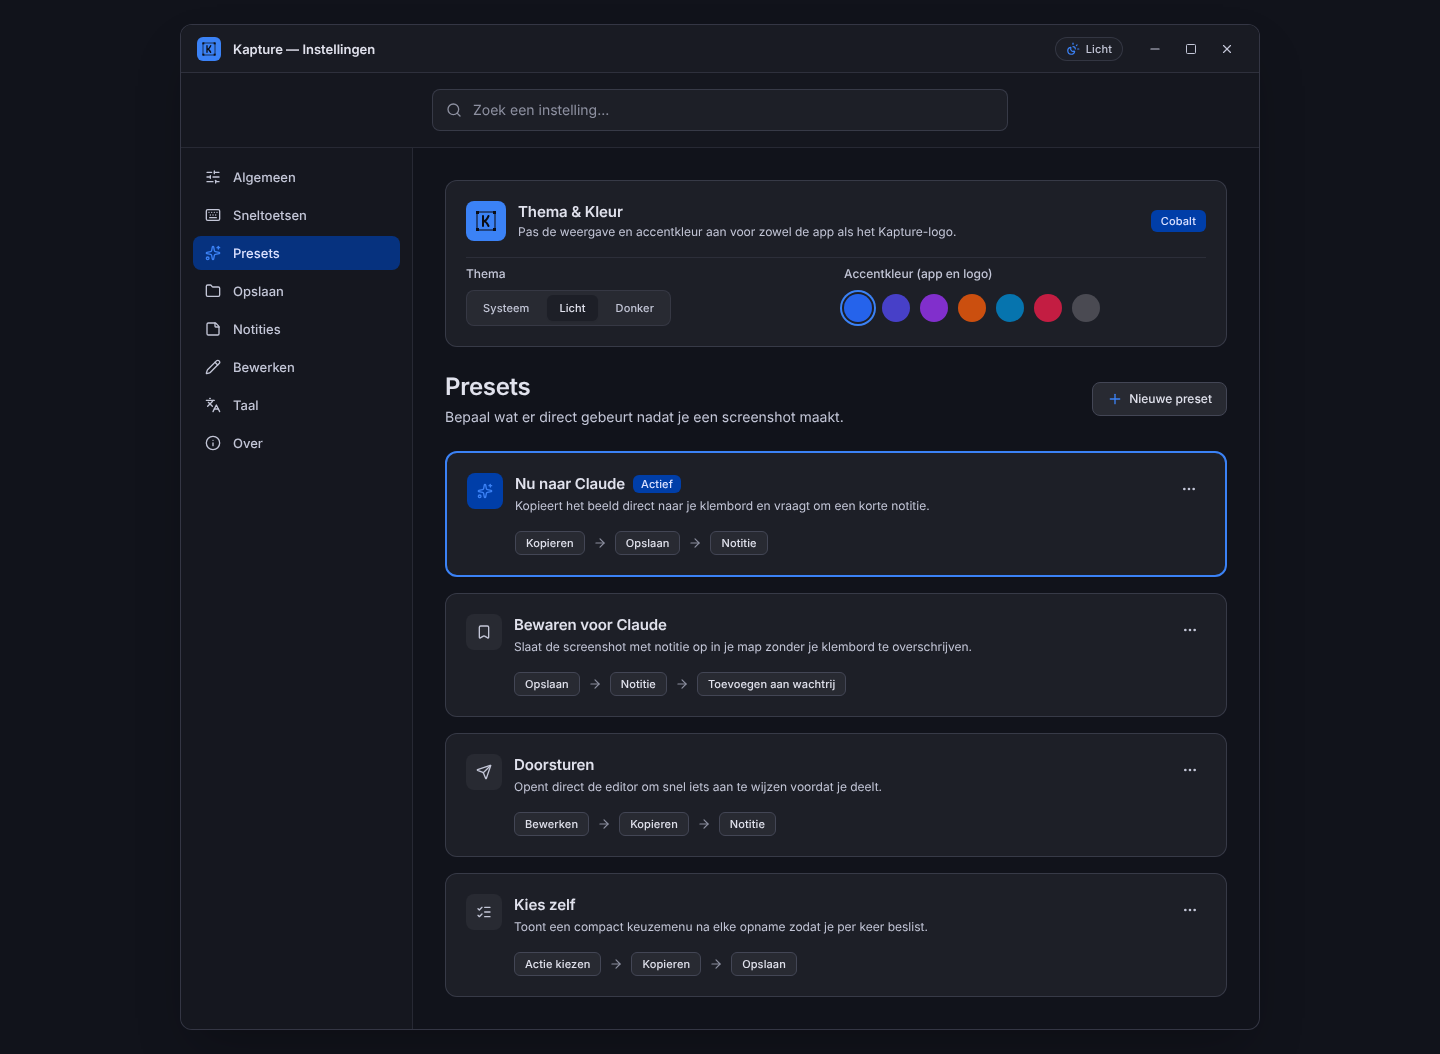 Kapture — Instellingen
Licht
Zoek een instelling...
Algemeen
Sneltoetsen
Presets
Opslaan
Notities
Bewerken
Taal
Over
K
Thema & Kleur
Pas de weergave en accentkleur aan voor zowel de app als het Kapture-logo.
Cobalt
Thema
Systeem Licht Donker
Accentkleur (app en logo)
Presets
Bepaal wat er direct gebeurt nadat je een screenshot maakt.
Nieuwe preset
Nu naar Claude Actief
Kopieert het beeld direct naar je klembord en vraagt om een korte notitie.
Kopieren → Opslaan → Notitie
Bewaren voor Claude
Slaat de screenshot met notitie op in je map zonder je klembord te overschrijven.
Opslaan → Notitie → Toevoegen aan wachtrij
Doorsturen
Opent direct de editor om snel iets aan te wijzen voordat je deelt.
Bewerken → Kopieren → Notitie
Kies zelf
Toont een compact keuzemenu na elke opname zodat je per keer beslist.
Actie kiezen → Kopieren → Opslaan